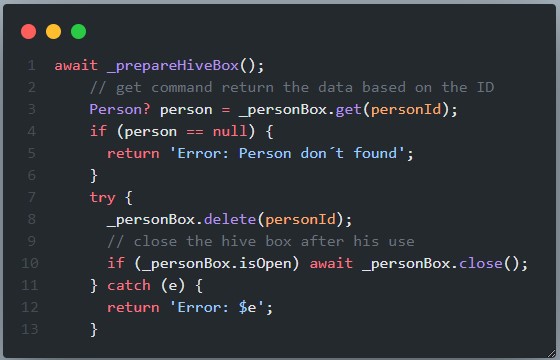 1 await _prepareHiveBox();
2     // get command return the data based on the ID
3     Person? person = _personBox.get(personId);
4     if (person == null) {
5       return 'Error: Person don´t found';
6     }
7     try {
8       _personBox.delete(personId);
9       // close the hive box after his use
10       if (_personBox.isOpen) await _personBox.close();
11     } catch (e) {
12       return 'Error: $e';
13     }